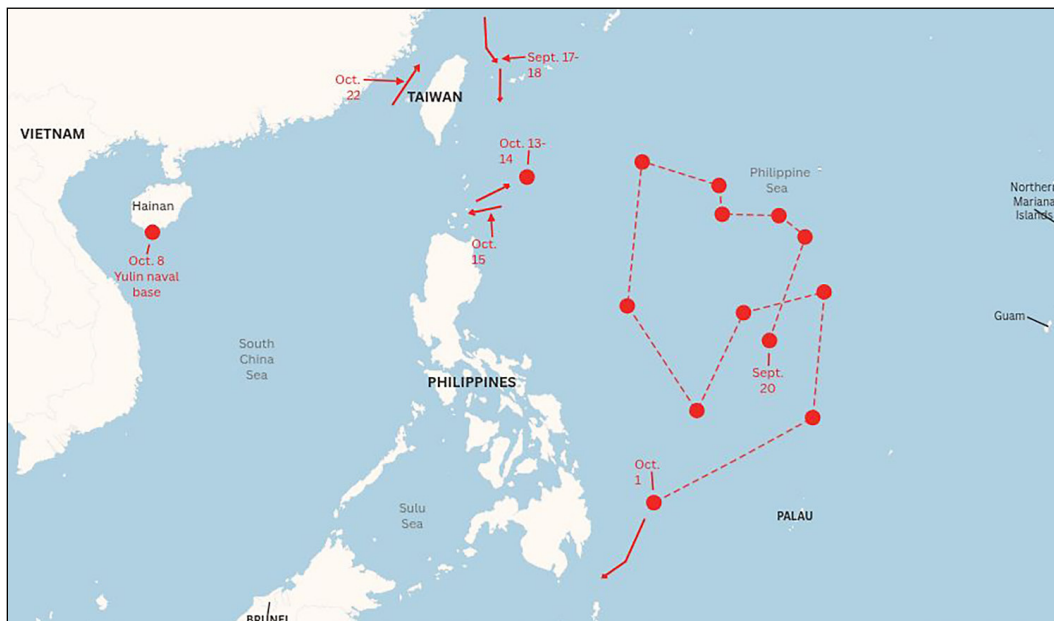 Sept. 17-
18
Oct.
22
TAIWAN
VIETNAM
Oct. 13-
14
Philippine
Sea
Northern
Mariana
Islands
Hainan
Oct.
15
Oct. 8
Yulin naval
base
Guam
South
China
Sea
Sept.
20
PHILIPPINES
Oct.
1
Sulu
Sea
PALAU
BRUNEI